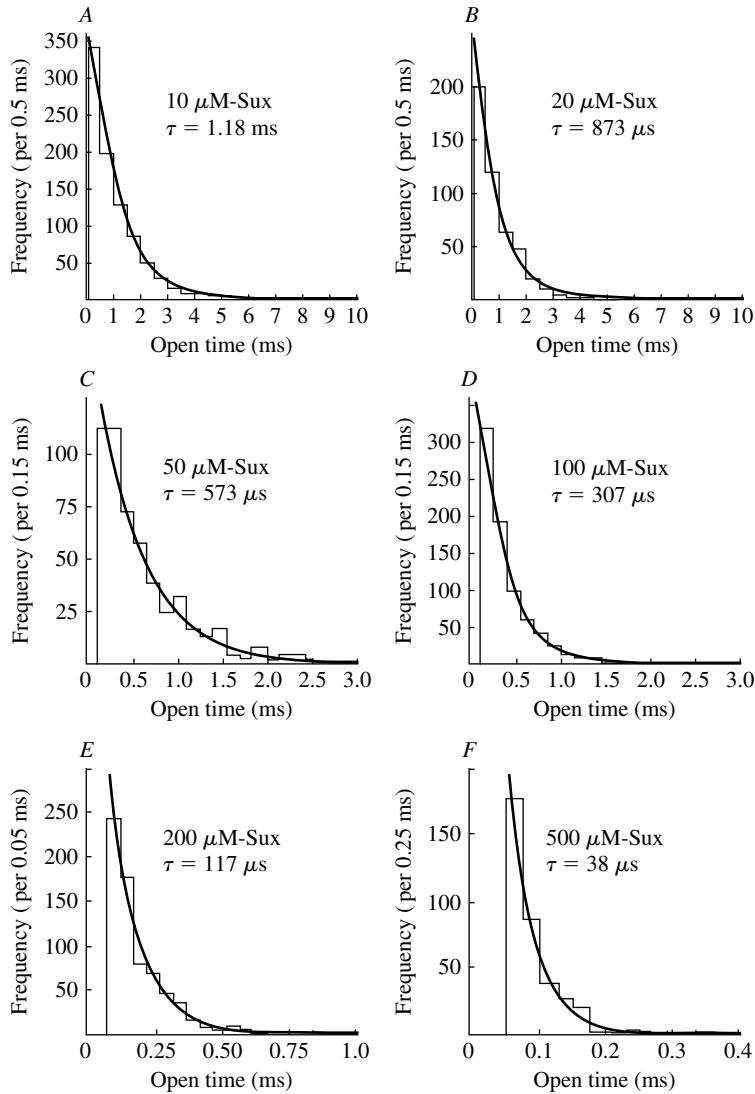 A
Frequency (per 0.5 ms)
350
300
250
200
150
100
50
10 μM-Sux
τ = 1.18 ms
0 1 2 3 4 5 6 7 8 9 10
Open time (ms)
B
Frequency (per 0.5 ms)
200
150
100
50
20 μM-Sux
τ = 873 μs
0 1 2 3 4 5 6 7 8 9 10
Open time (ms)
C
Frequency (per 0.15 ms)
100
75
50
25
50 μM-Sux
τ = 573 μs
0 0.5 1.0 1.5 2.0 2.5 3.0
Open time (ms)
D
Frequency (per 0.15 ms)
300
250
200
150
100
50
100 μM-Sux
τ = 307 μs
0 0.5 1.0 1.5 2.0 2.5 3.0
Open time (ms)
E
Frequency (per 0.05 ms)
250
200
150
100
50
200 μM-Sux
τ = 117 μs
0 0.25 0.50 0.75 1.0
Open time (ms)
F
Frequency (per 0.25 ms)
150
100
50
500 μM-Sux
τ = 38 μs
0 0.1 0.2 0.3 0.4
Open time (ms)